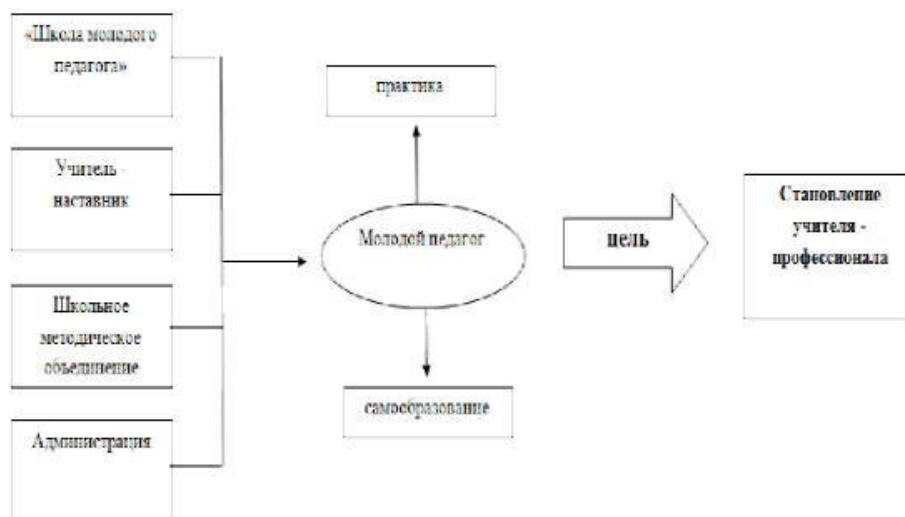 «Школа молодого
педагога»
Учитель -
наставник
Школьное
методическое
объединение
Администрация
практика
Молодой педагог
самообразование
цель
Становление
учителя -
профессионала